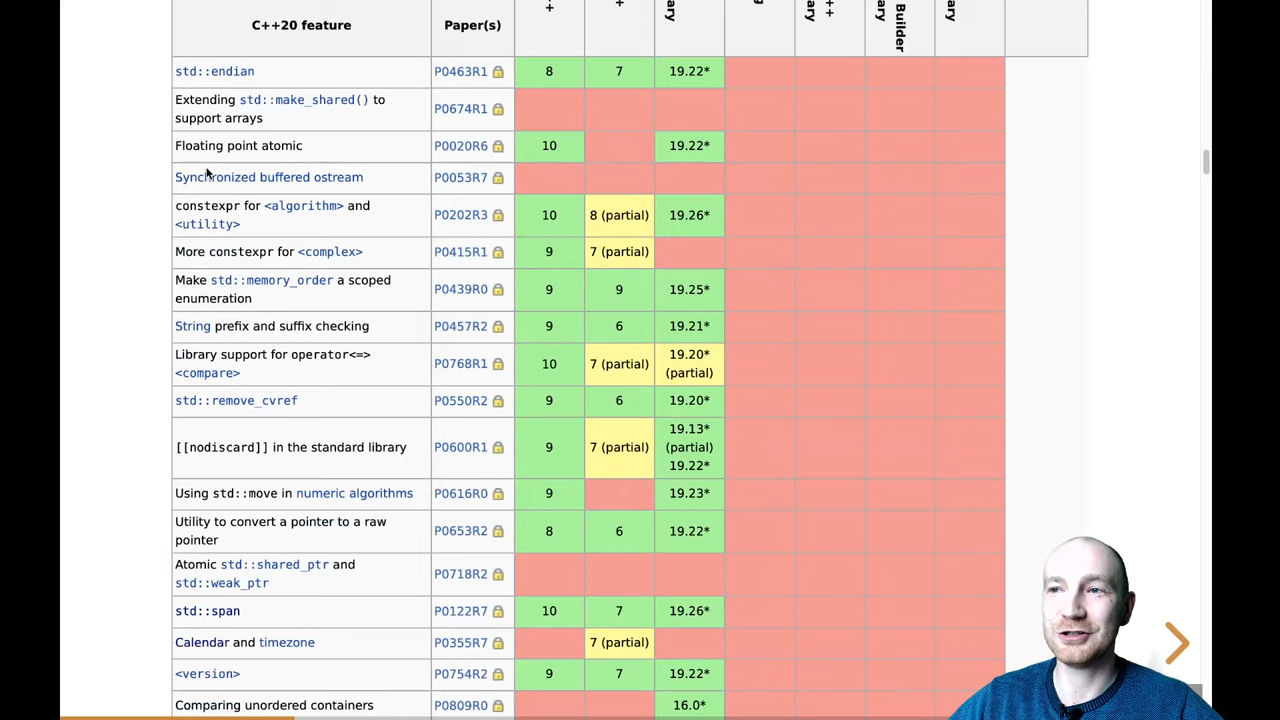 C++20 feature
Paper(s)
+
+
ary
g
ary
++
ary
Builder
ary
std::endian P0463R1 8 7 19.22*
Extending std::make_shared() to
support arrays
P0674R1
Floating point atomic P0020R6 10 19.22*
Synchronized buffered ostream P0053R7
constexpr for <algorithm> and
<utility>
P0202R3 10 8 (partial) 19.26*
More constexpr for <complex> P0415R1 9 7 (partial)
Make std::memory_order a scoped
enumeration
P0439R0 9 9 19.25*
String prefix and suffix checking P0457R2 9 6 19.21*
Library support for operator<=>
<compare>
P0768R1 10 7 (partial) 19.20*
(partial)
std::remove_cvref P0550R2 9 6 19.20*
[[nodiscard]] in the standard library P0600R1 9 7 (partial) 19.13*
(partial)
19.22*
Using std::move in numeric algorithms P0616R0 9 19.23*
Utility to convert a pointer to a raw
pointer
P0653R2 8 6 19.22*
Atomic std::shared_ptr and
std::weak_ptr
P0718R2
std::span P0122R7 10 7 19.26*
Calendar and timezone P0355R7 7 (partial)
<version> P0754R2 9 7 19.22*
Comparing unordered containers P0809R0 16.0*